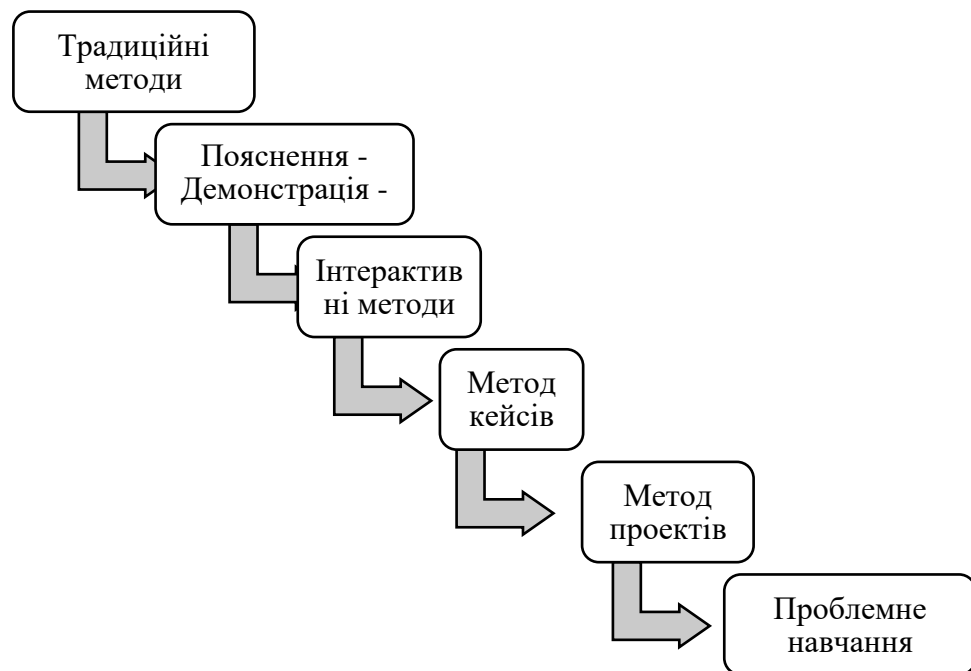 Традиційні
методи
Пояснення -
Демонстрація -
Інтерактив
ні методи
Метод
кейсів
Метод
проектів
Проблемне
навчання